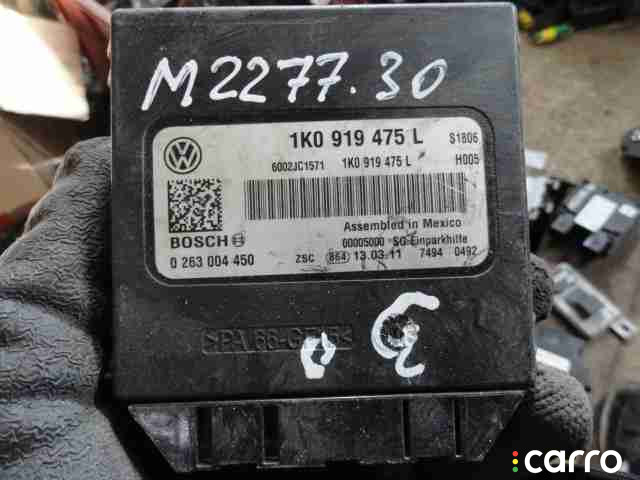 M2277.30
1K0 919 475 L S1806
6002JC1571 1K0 919 475 L H005
Assembled in Mexico
BOSCH 00005000 SG-Einparkhilfe
0 263 004 450 ZSC 864 13.03.11 7494 0492
carro